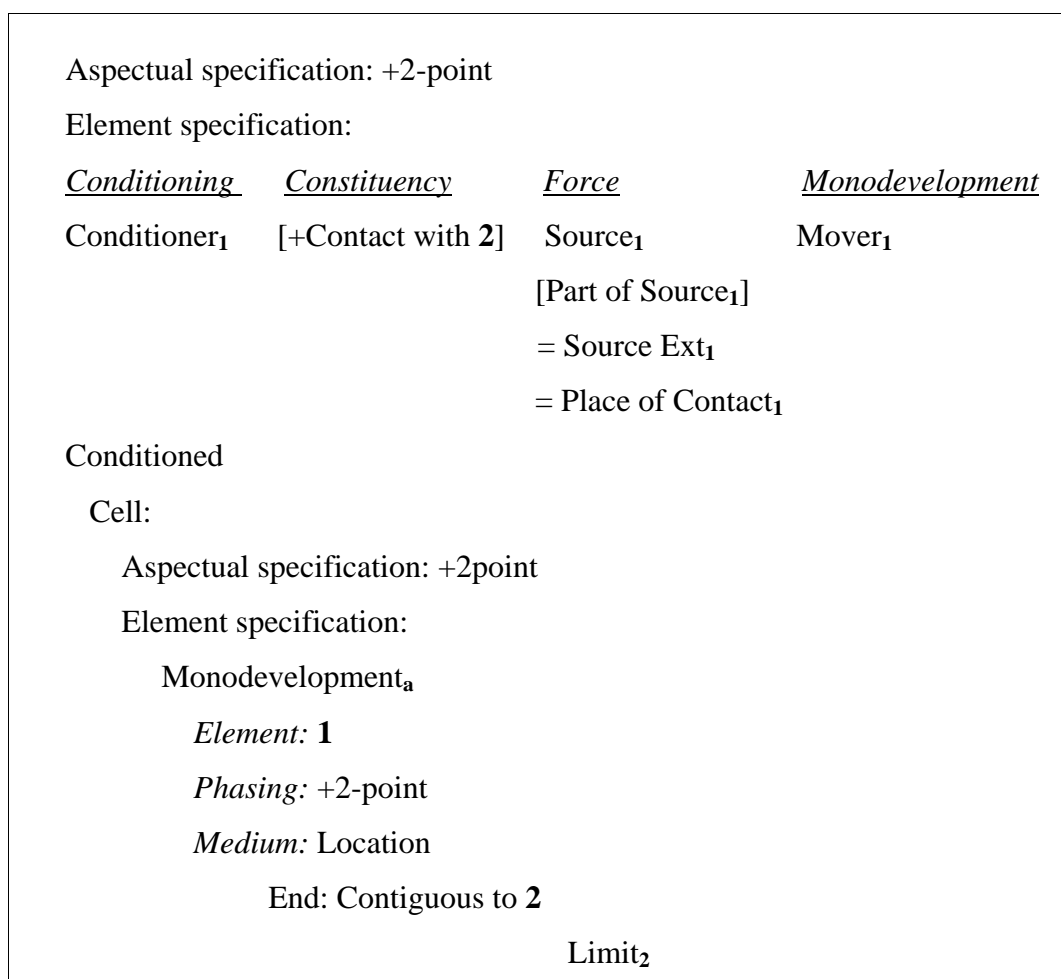 Aspectual specification: +2-point
Element specification:
Conditioning Constituency Force Monodevelopment
Conditioner₁ [+Contact with 2] Source₁ Mover₁
[Part of Source₁]
= Source Ext₁
= Place of Contact₁
Conditioned
Cell:
Aspectual specification: +2point
Element specification:
Monodevelopmentₐ
Element: 1
Phasing: +2-point
Medium: Location
End: Contiguous to 2
Limit₂